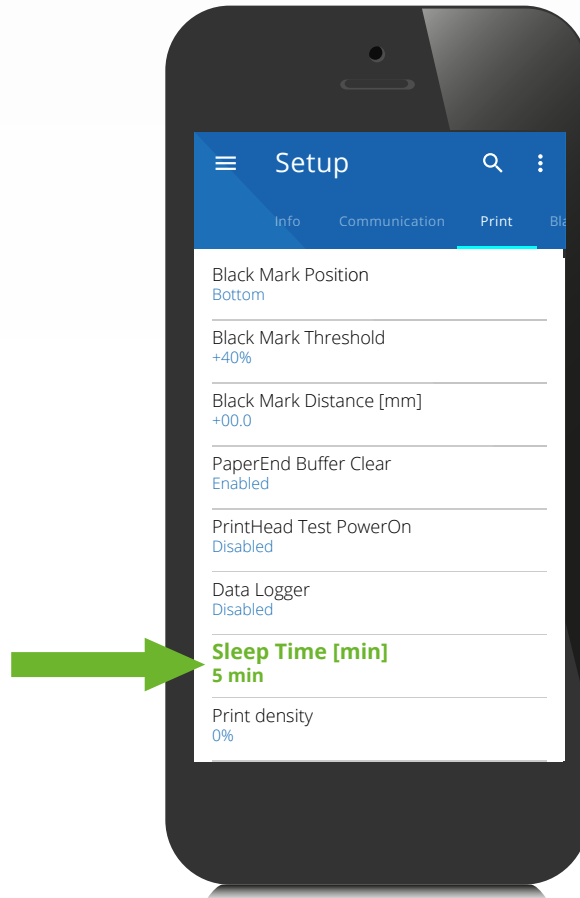 Setup
Info Communication Print Bla
Black Mark Position
Bottom
Black Mark Threshold
+40%
Black Mark Distance [mm]
+00.0
PaperEnd Buffer Clear
Enabled
PrintHead Test PowerOn
Disabled
Data Logger
Disabled
Sleep Time [min]
5 min
Print density
0%